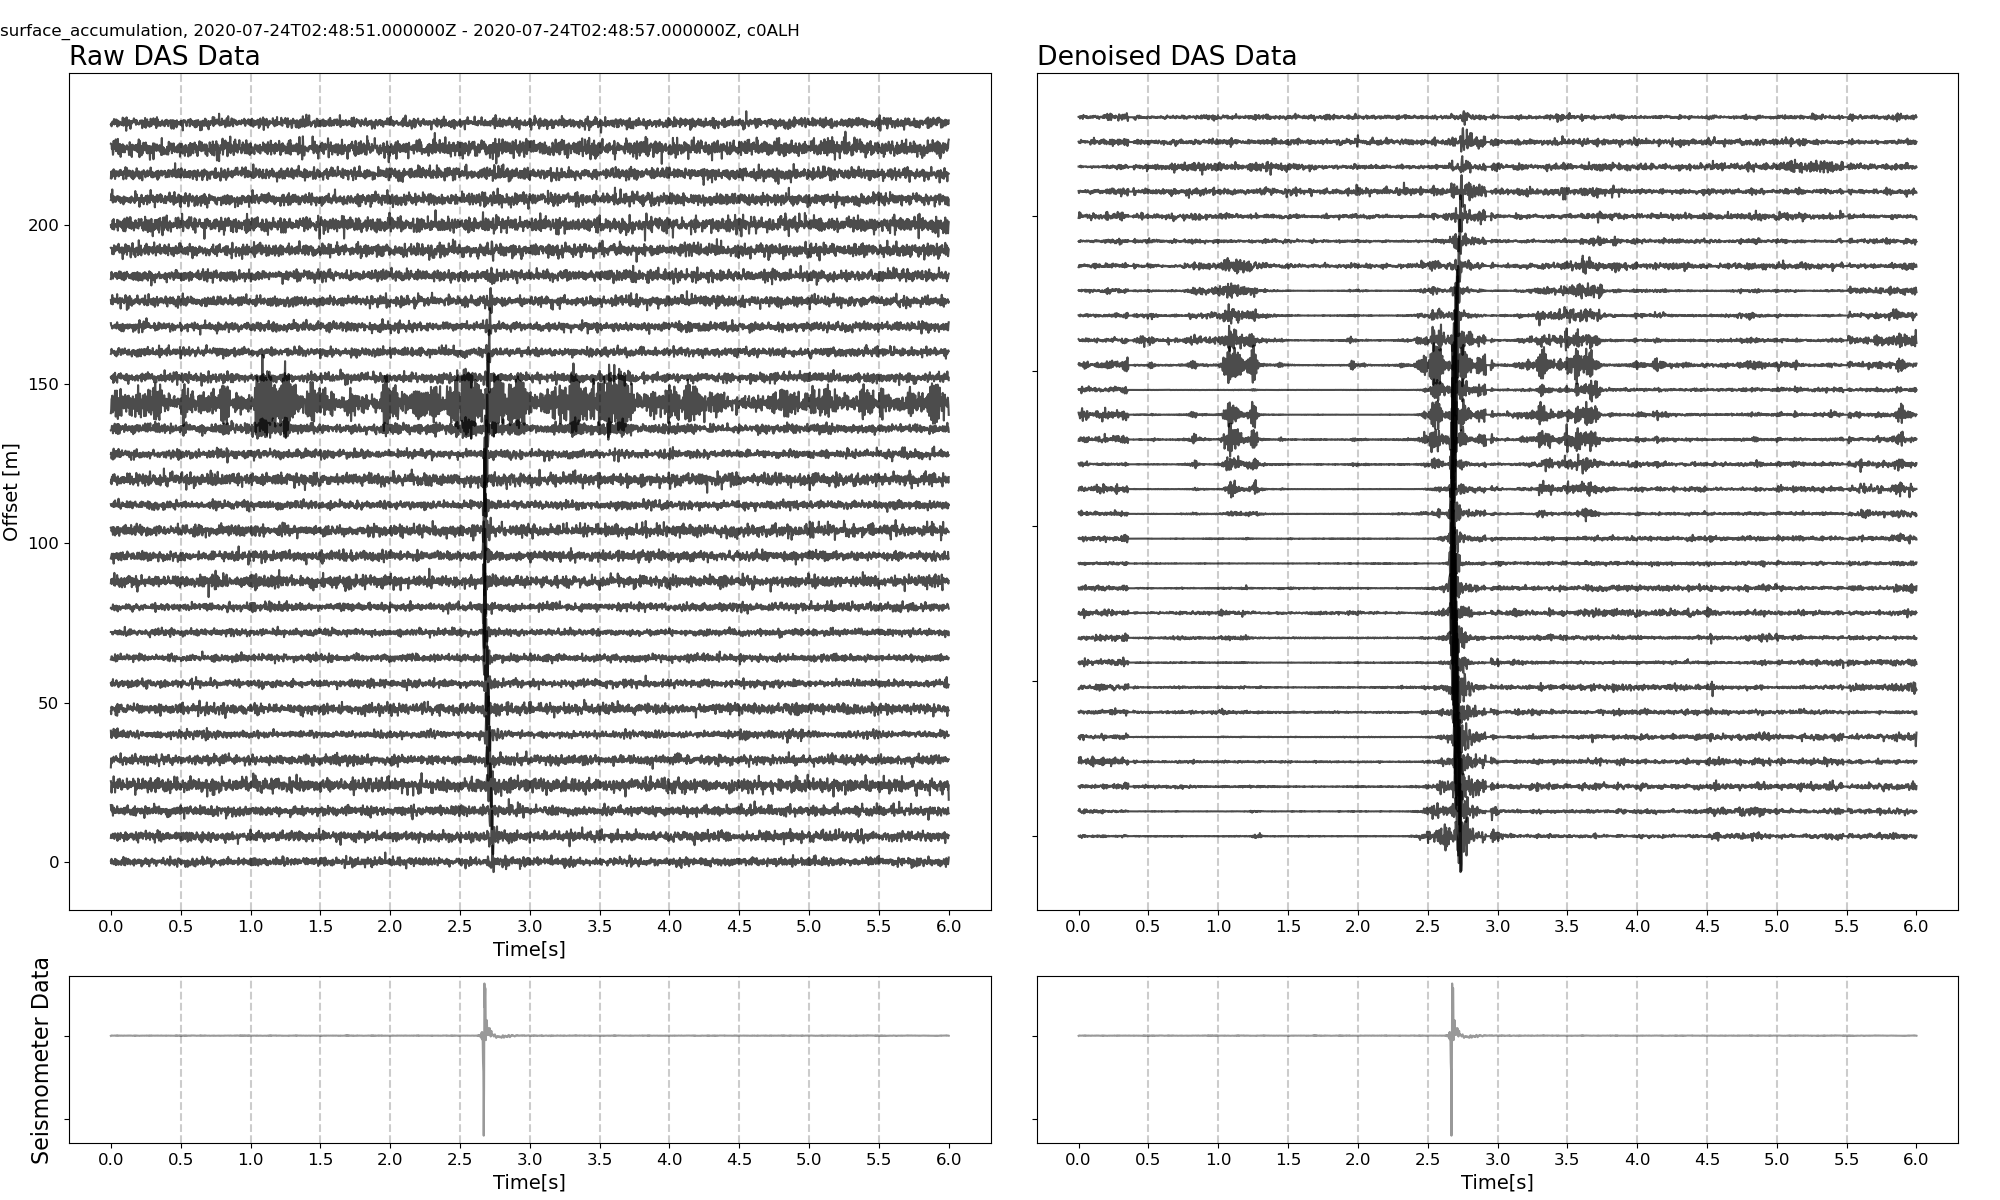 surface_accumulation, 2020-07-24T02:48:51.000000Z - 2020-07-24T02:48:57.000000Z, c0ALH
Raw DAS Data
Denoised DAS Data
Offset [m]
200
150
100
50
0
0.0 0.5 1.0 1.5 2.0 2.5 3.0 3.5 4.0 4.5 5.0 5.5 6.0
Time[s]
0.0 0.5 1.0 1.5 2.0 2.5 3.0 3.5 4.0 4.5 5.0 5.5 6.0
Seismometer Data
0.0 0.5 1.0 1.5 2.0 2.5 3.0 3.5 4.0 4.5 5.0 5.5 6.0
Time[s]
0.0 0.5 1.0 1.5 2.0 2.5 3.0 3.5 4.0 4.5 5.0 5.5 6.0
Time[s]